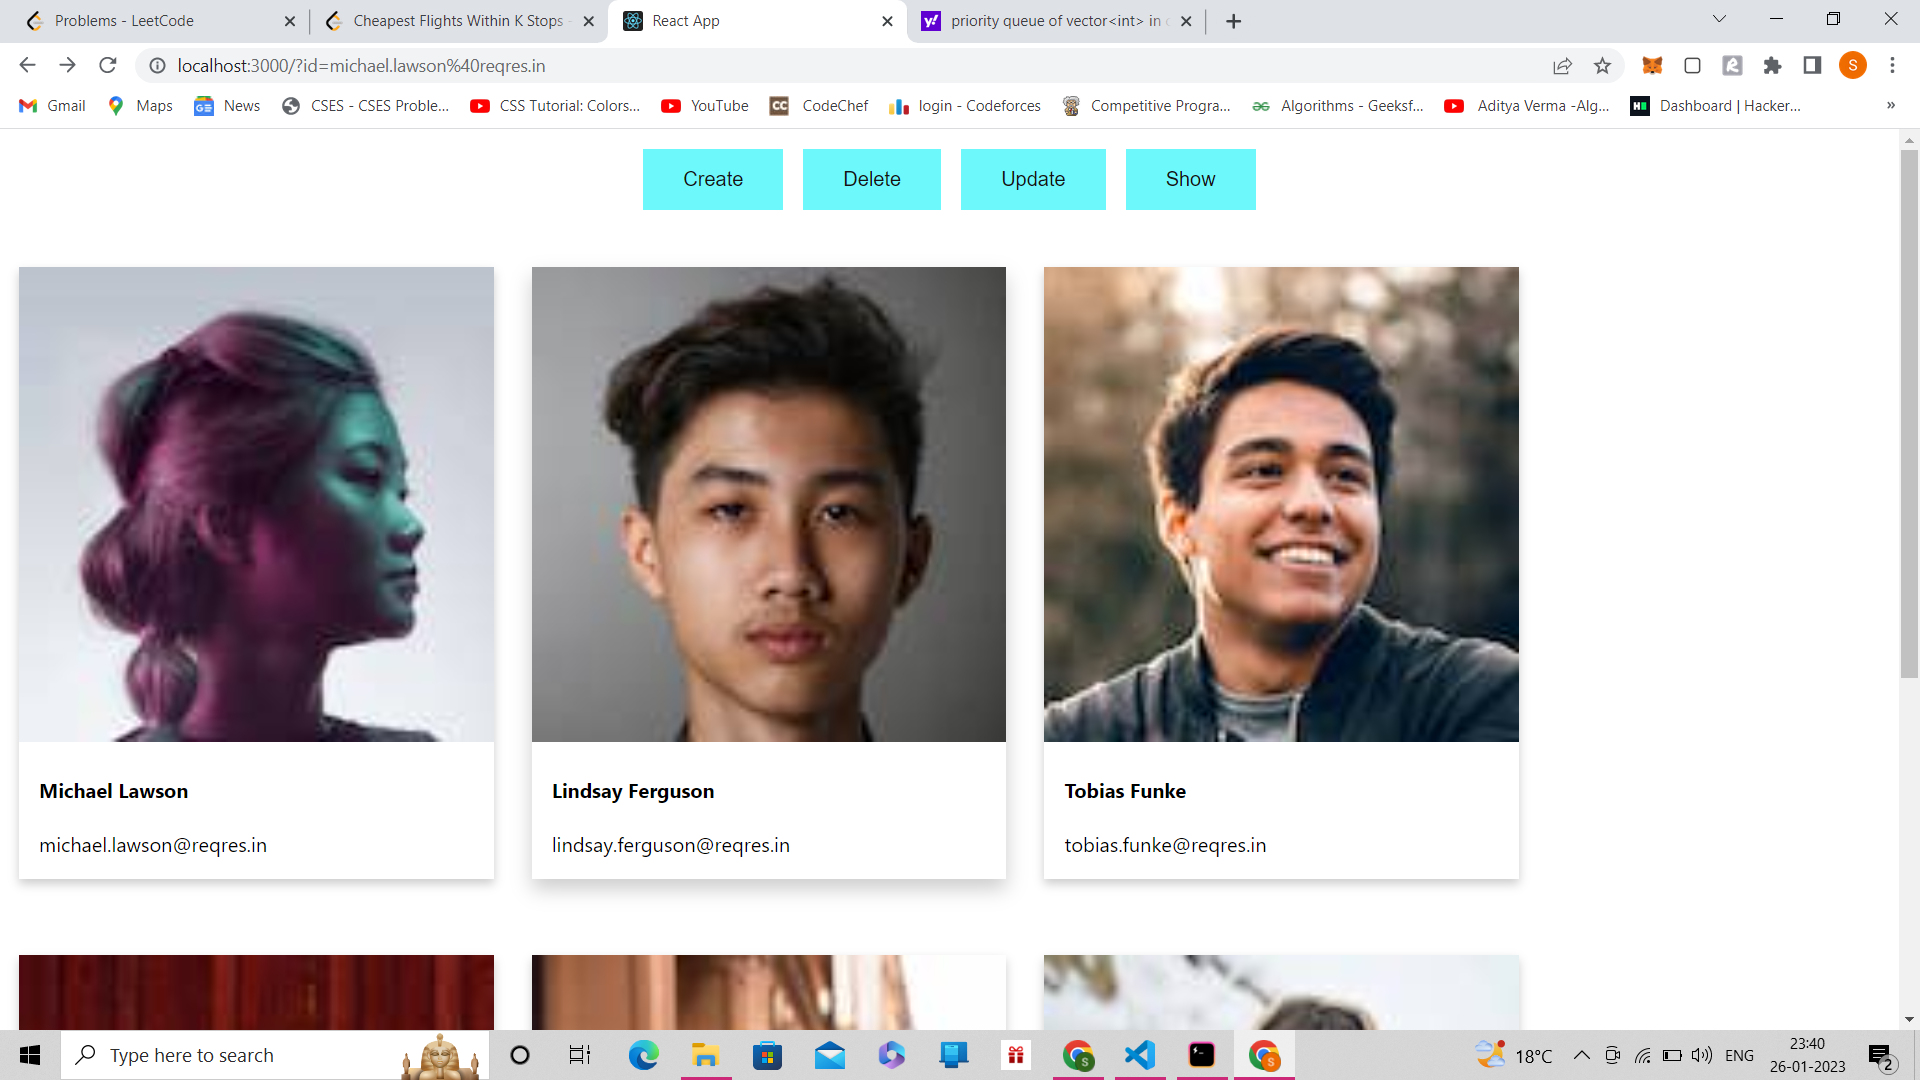 Problems - LeetCode
Cheapest Flights Within K Stops -
React App
priority queue of vector<int> in c
localhost:3000/?id=michael.lawson%40reqres.in
S
Gmail
Maps
News
CSES - CSES Proble...
CSS Tutorial: Colors...
YouTube
CC
CodeChef
login - Codeforces
Competitive Progra...
Algorithms - Geeksf...
Aditya Verma -Alg...
Dashboard | Hacker...
»
Create
Delete
Update
Show
Michael Lawson
michael.lawson@reqres.in
Lindsay Ferguson
lindsay.ferguson@reqres.in
Tobias Funke
tobias.funke@reqres.in
Type here to search
18°C
ENG
23:40
26-01-2023
2